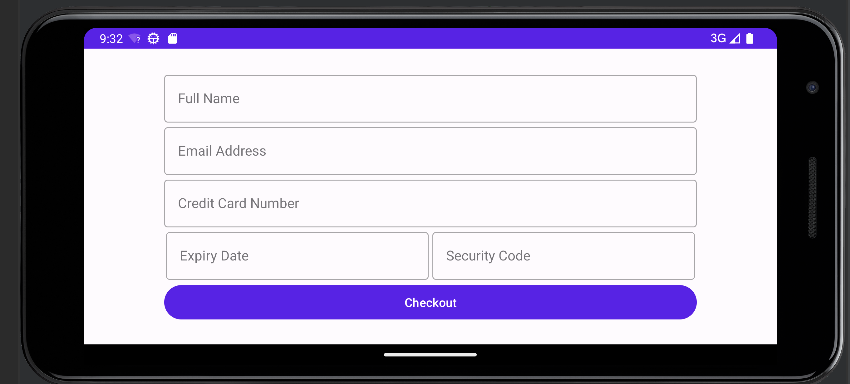 9:32 ? 3G
Full Name
Email Address
Credit Card Number
Expiry Date Security Code
Checkout